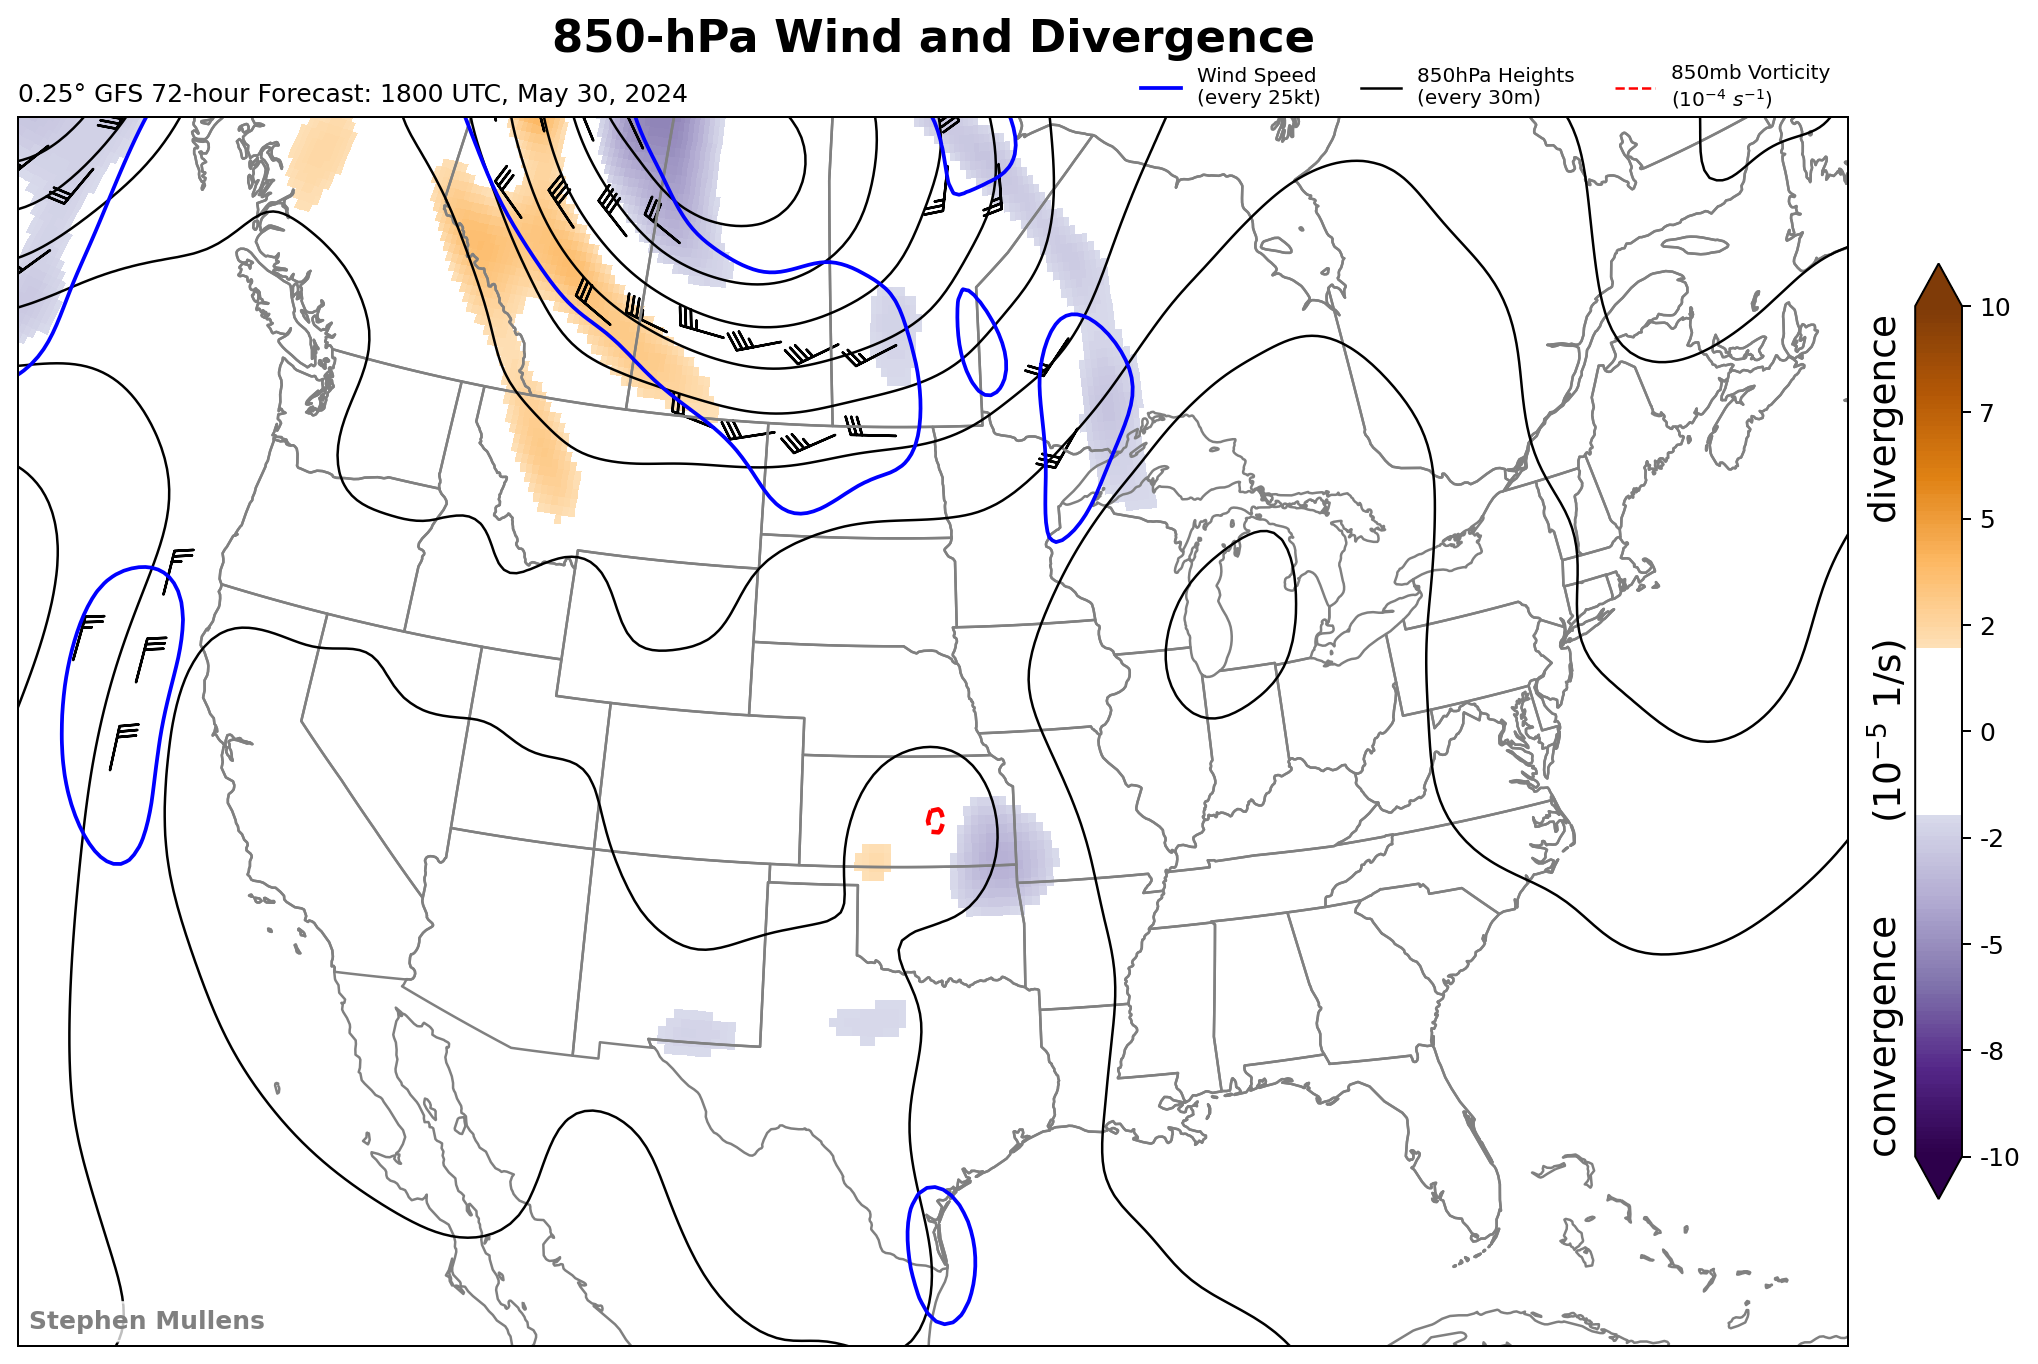 850-hPa Wind and Divergence
0.25° GFS 72-hour Forecast: 1800 UTC, May 30, 2024
Wind Speed
(every 25kt)
850hPa Heights
(every 30m)
850mb Vorticity
(10⁻⁴ s⁻¹)
10
7
5
2
0
-2
-5
-8
-10
convergence (10⁻⁵ 1/s) divergence
Stephen Mullens